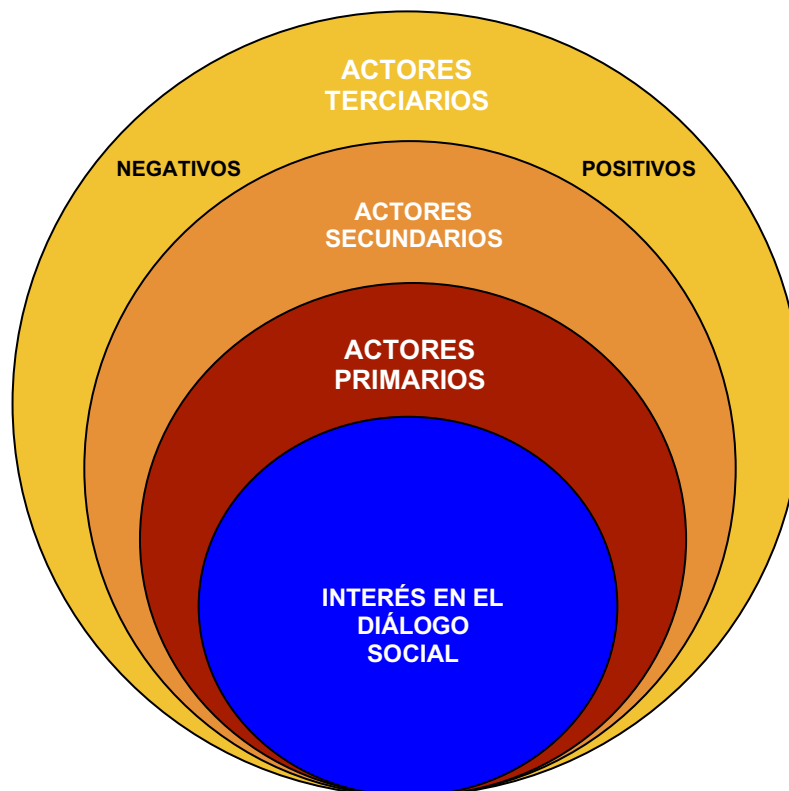 ACTORES
TERCIARIOS
NEGATIVOS
POSITIVOS
ACTORES
SECUNDARIOS
ACTORES
PRIMARIOS
INTERÉS EN EL
DIÁLOGO
SOCIAL